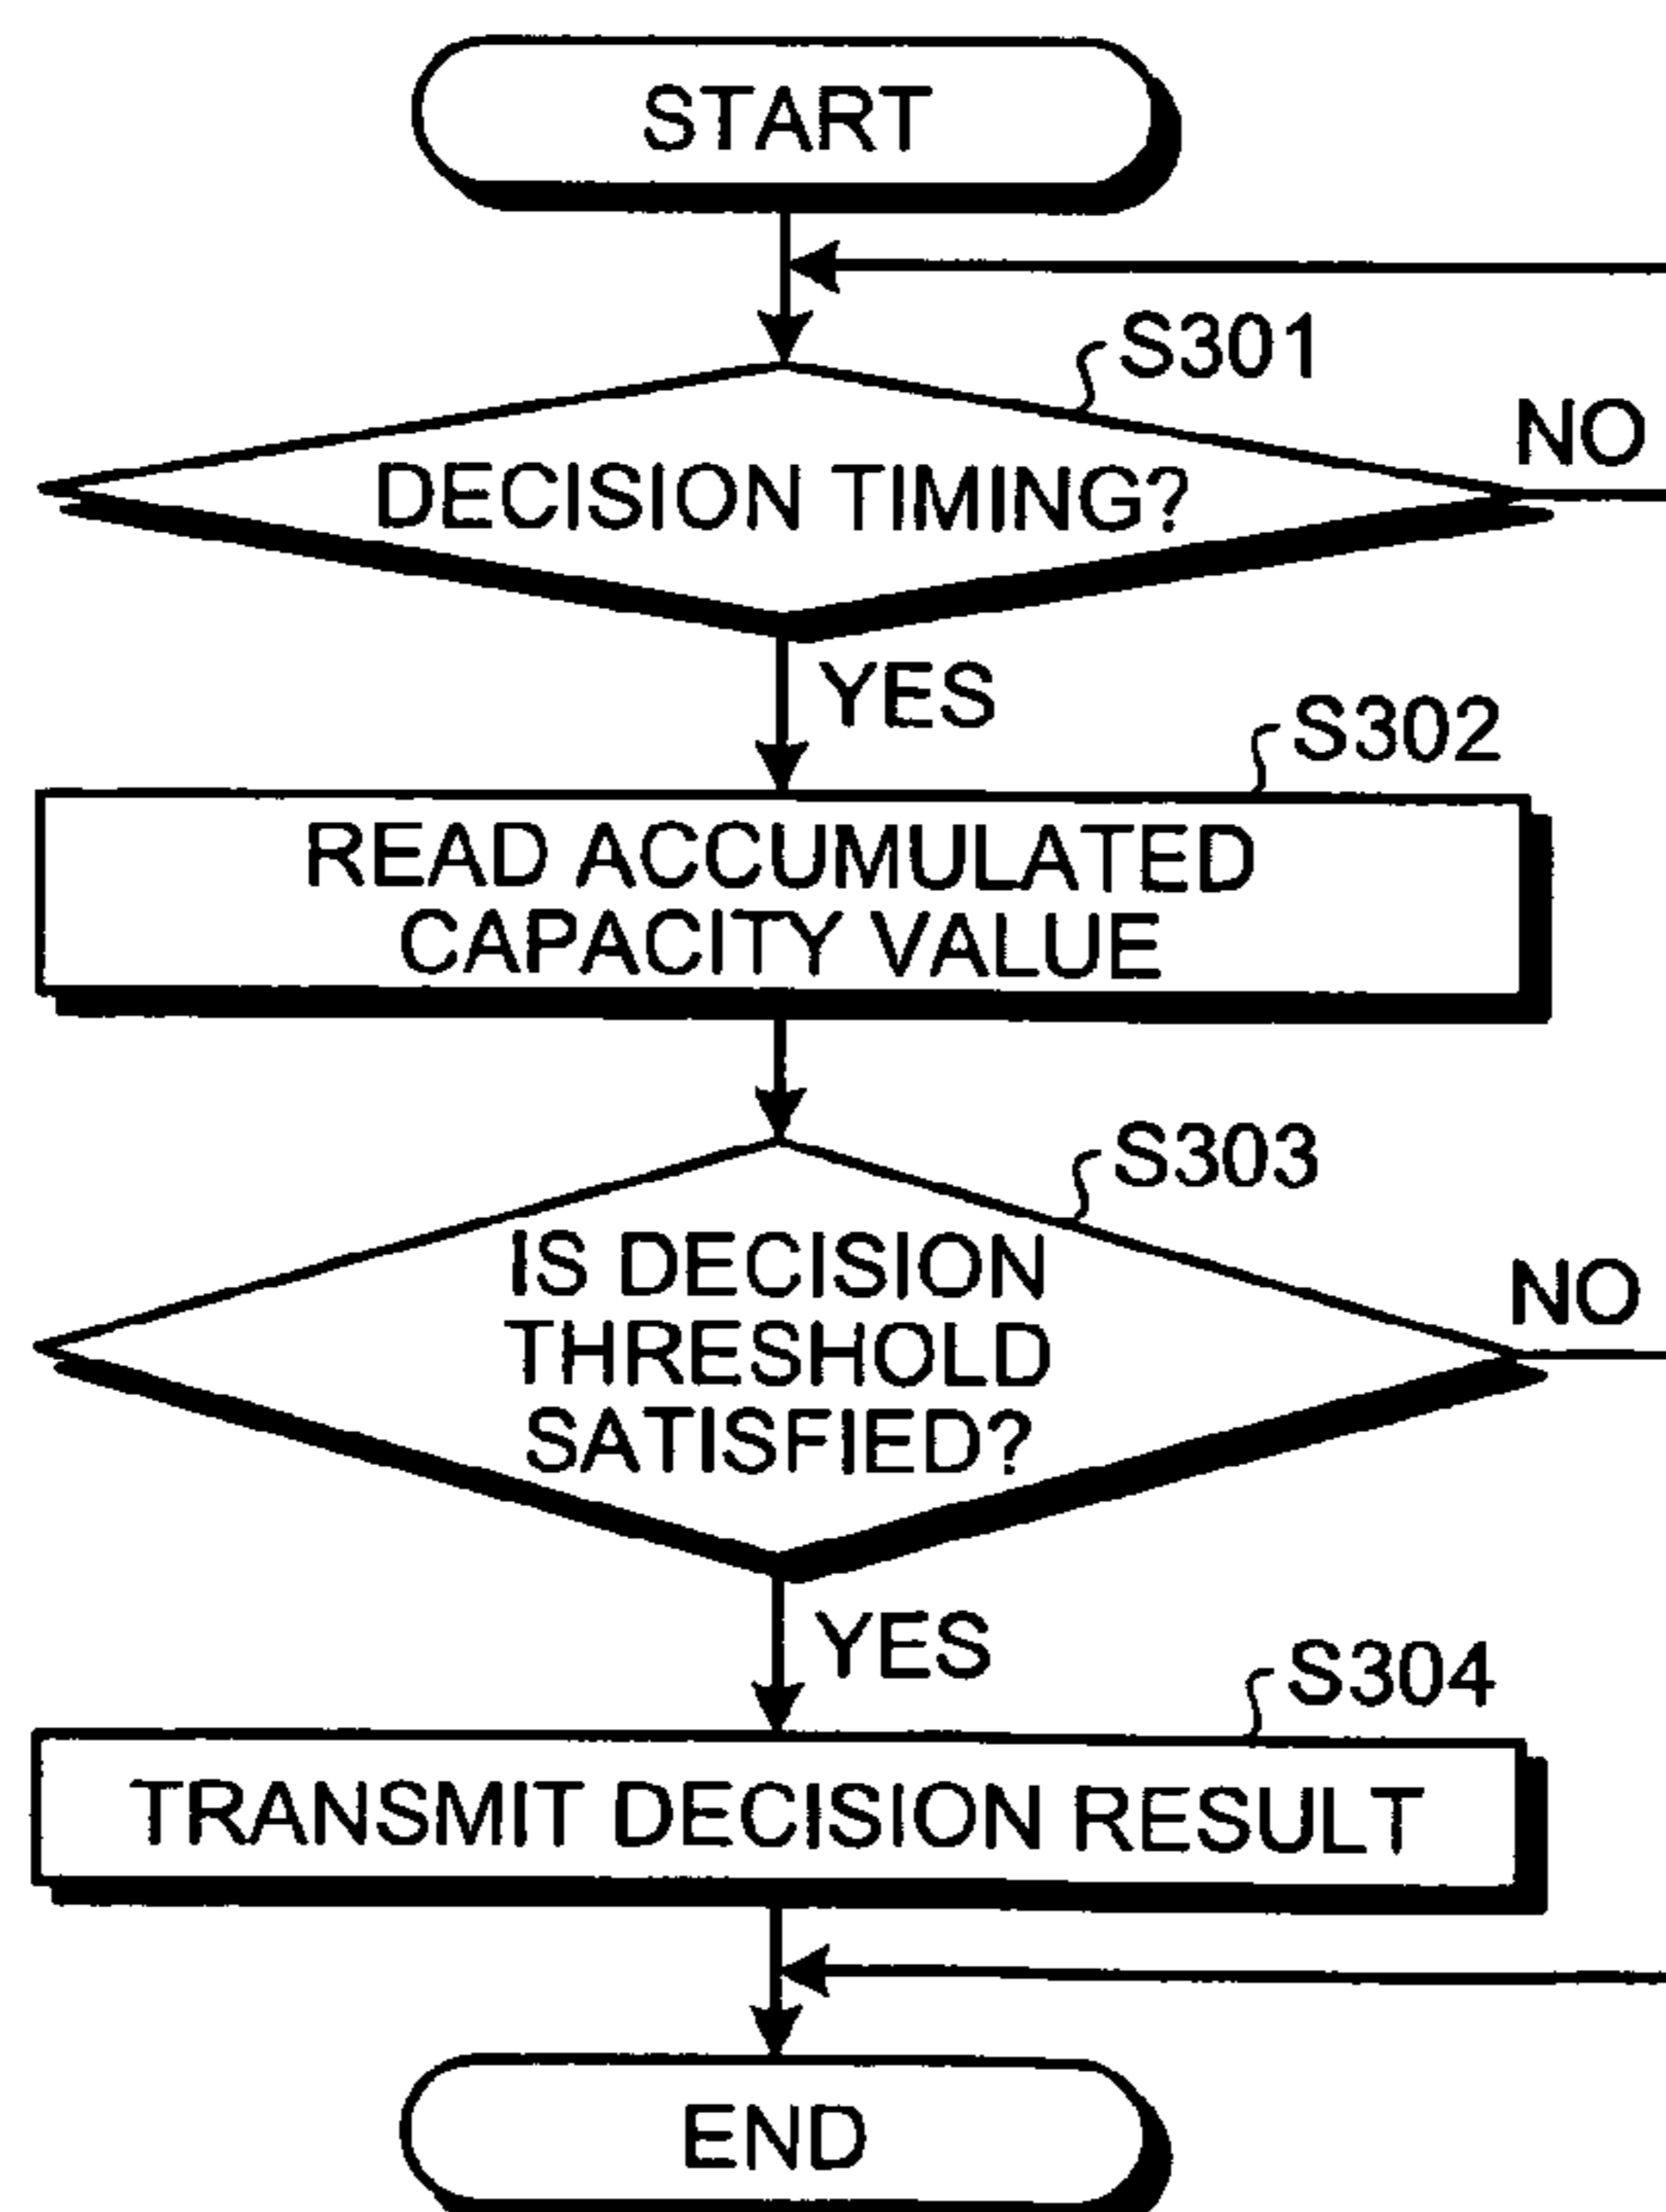 START
S301
NO
DECISION TIMING?
YES
S302
READ ACCUMULATED
CAPACITY VALUE
S303
IS DECISION
NO
THRESHOLD
SATISFIED?
YES
S304
TRANSMIT DECISION RESULT
END